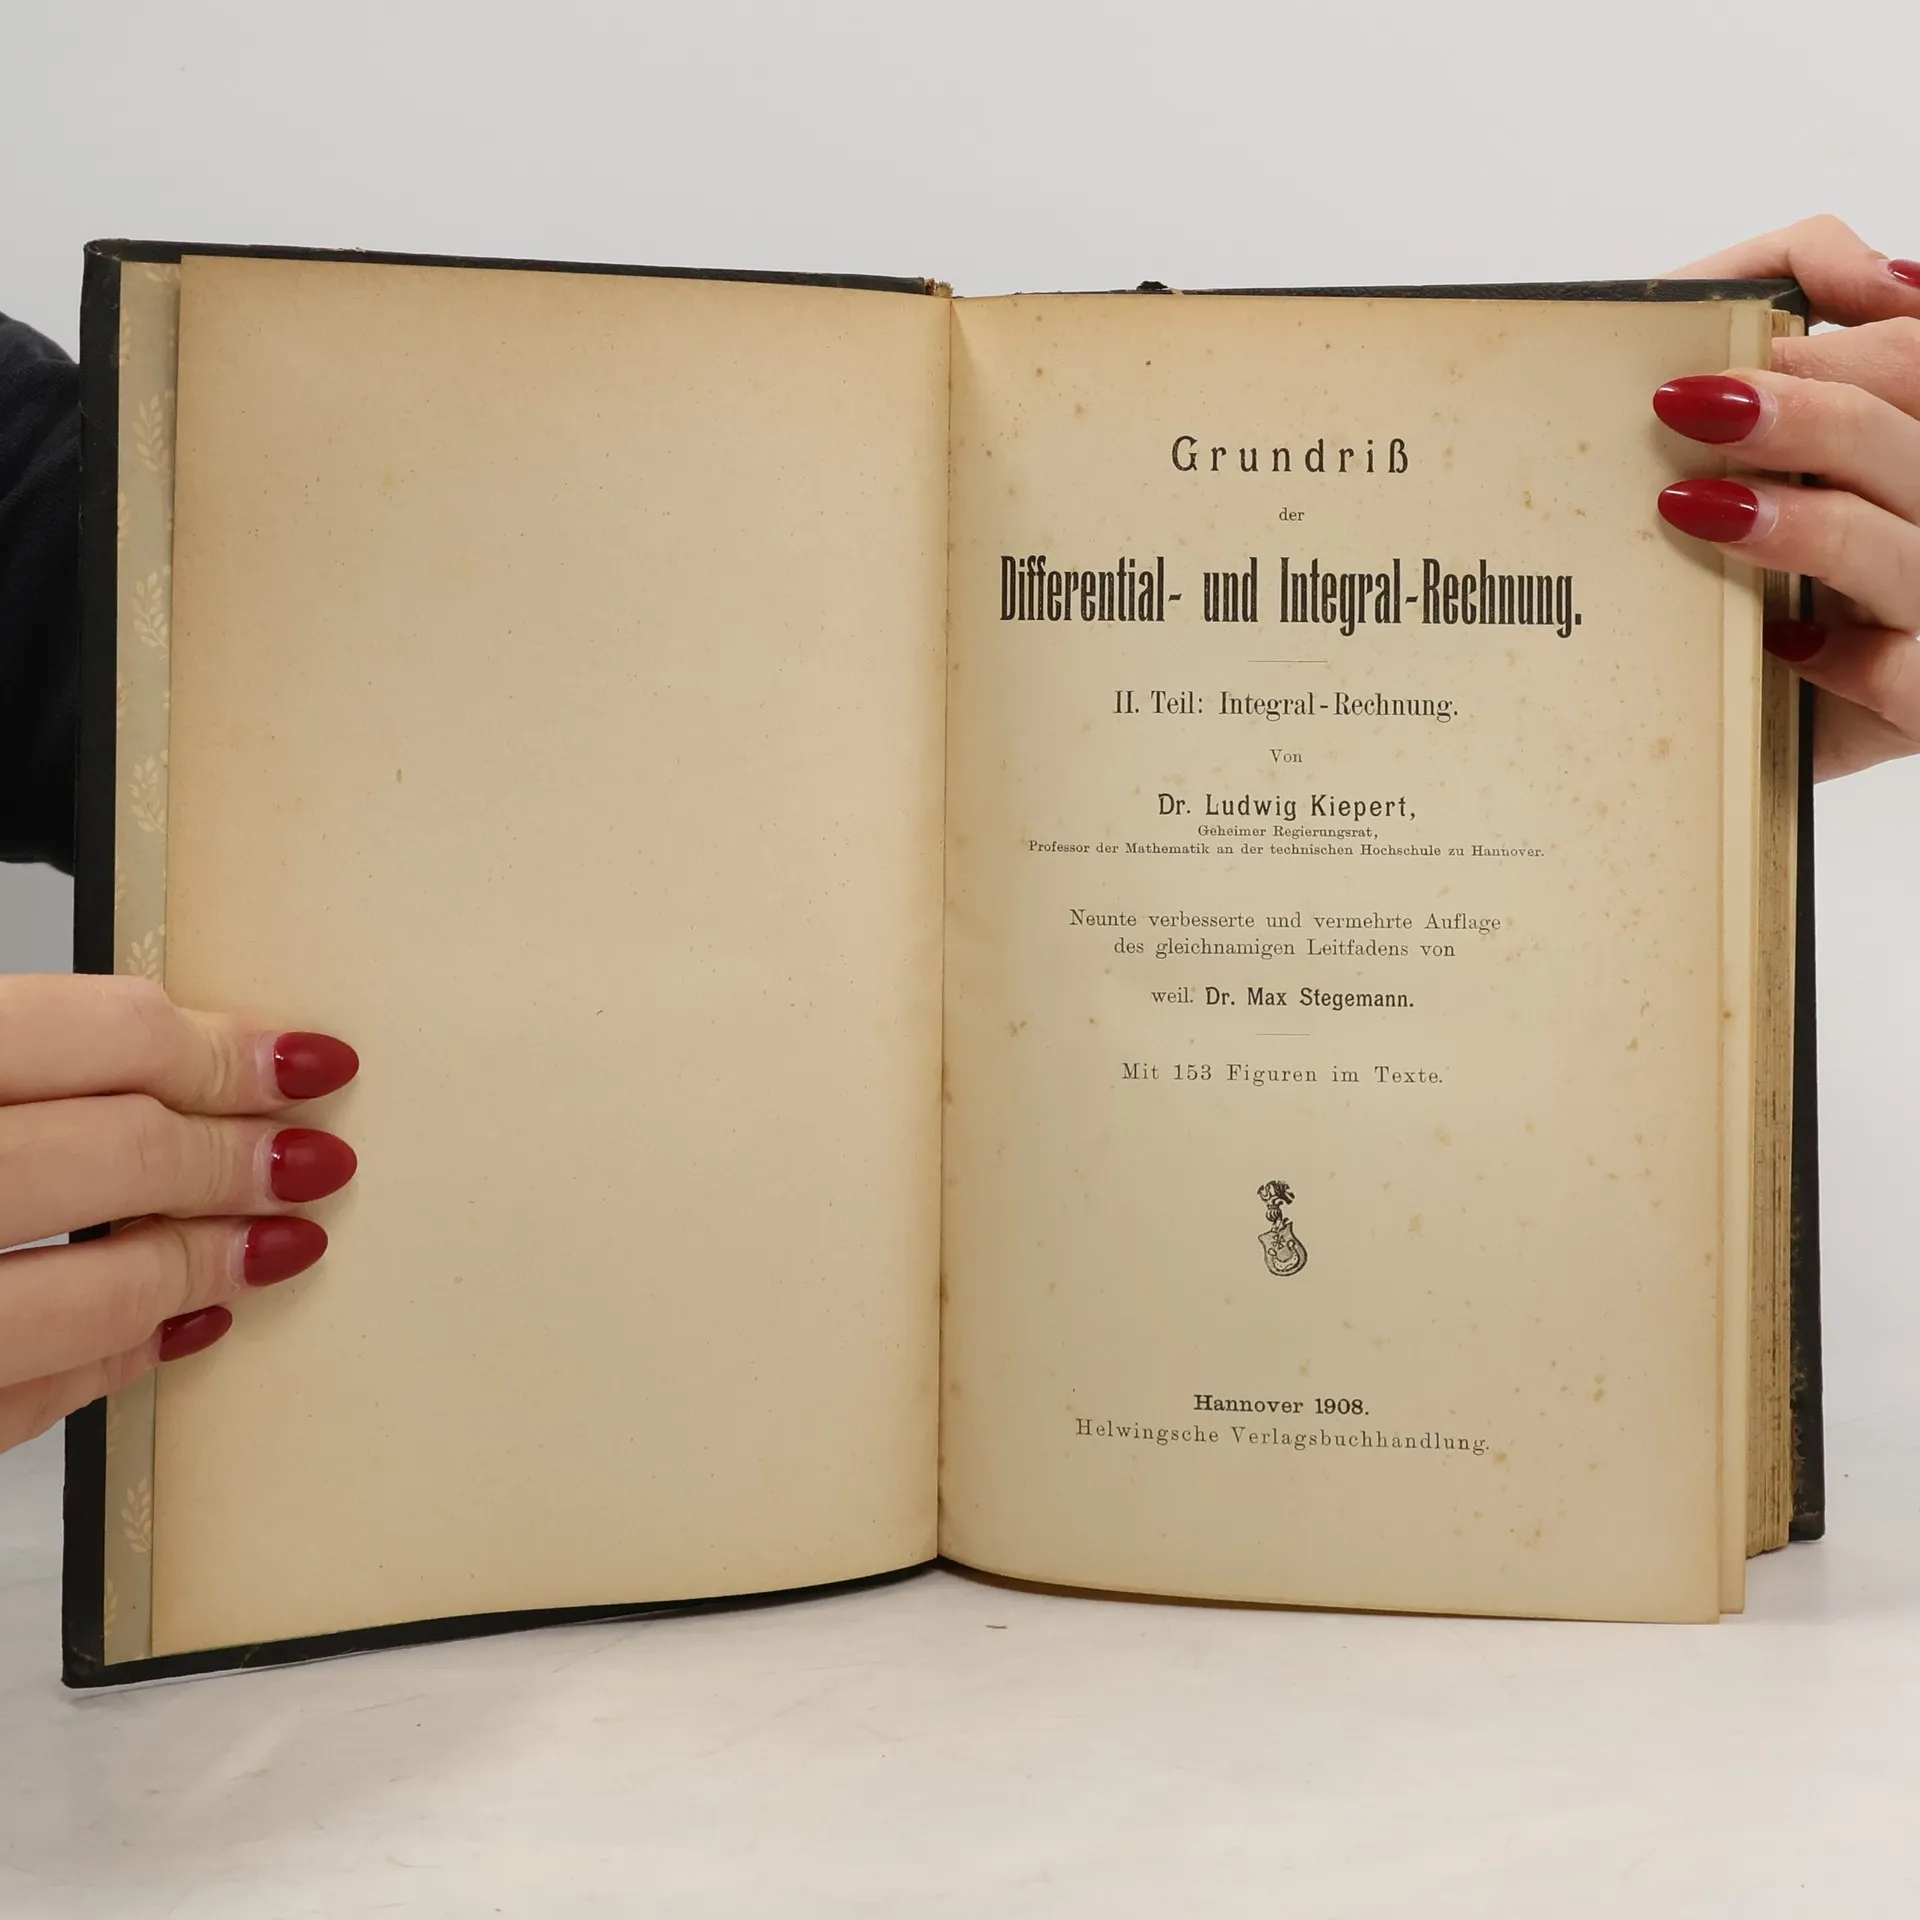 Grundriß
der
Differential- und Integral-Rechnung.
II. Teil: Integral-Rechnung.
Von
Dr. Ludwig Kiepert,
Geheimer Regierungsrat,
Professor der Mathematik an der technischen Hochschule zu Hannover.
Neunte verbesserte und vermehrte Auflage
des gleichnamigen Leitfadens von
weil. Dr. Max Stegemann.
Mit 153 Figuren im Texte.
Hannover 1908.
Helwingsche Verlagsbuchhandlung.